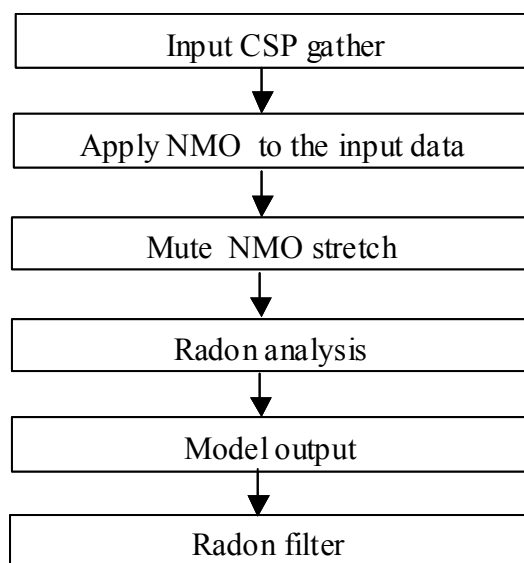 Input CSP gather
Apply NMO to the input data
Mute NMO stretch
Radon analysis
Model output
Radon filter